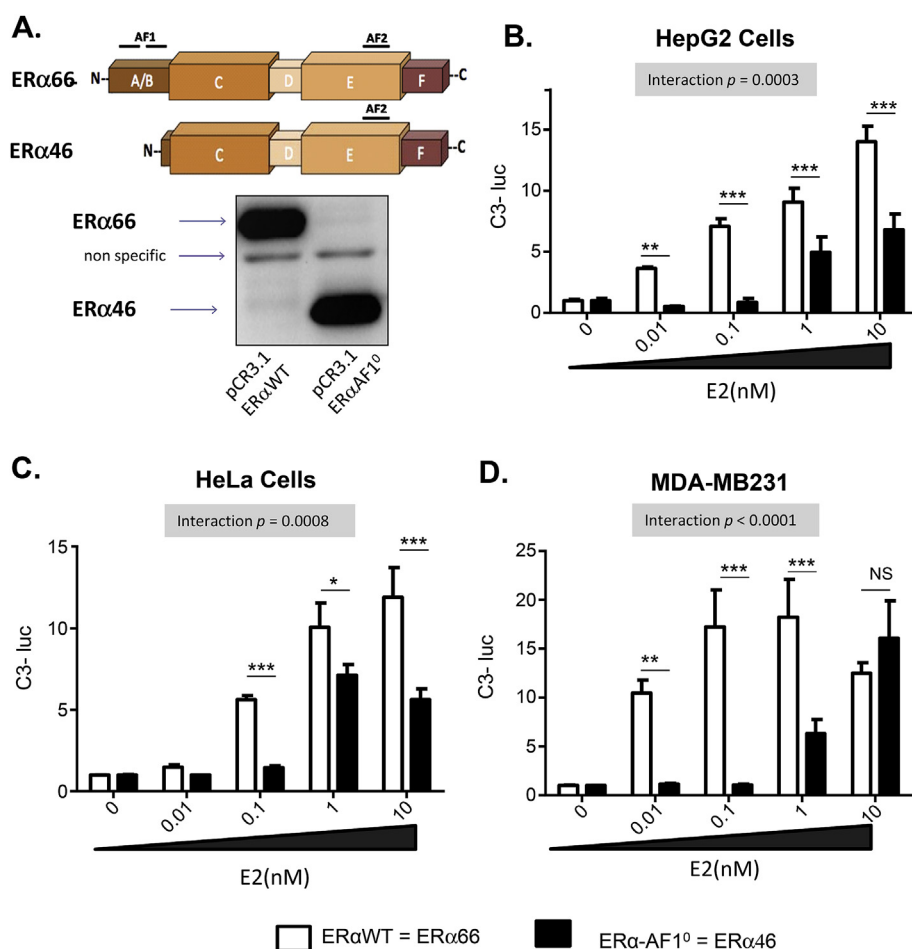 A.
AF1
AF2
ERα66
N-
A/B
C
D
E
F
--C
AF2
ERα46
N-
C
D
E
F
--C
ERα66
non specific
ERα46
pCR3.1
ERαWT
pCR3.1
ERαAF1⁰
B.
HepG2 Cells
Interaction p = 0.0003
C3- luc
15
10
5
0
**
***
***
***
0
0.01
0.1
1
10
E2(nM)
C.
HeLa Cells
Interaction p = 0.0008
C3- luc
15
10
5
0
***
*
***
0
0.01
0.1
1
10
E2(nM)
D.
MDA-MB231
Interaction p < 0.0001
C3- luc
25
20
15
10
5
0
**
***
***
NS
0
0.01
0.1
1
10
E2(nM)
ERαWT = ERα66
ERα-AF1⁰ = ERα46